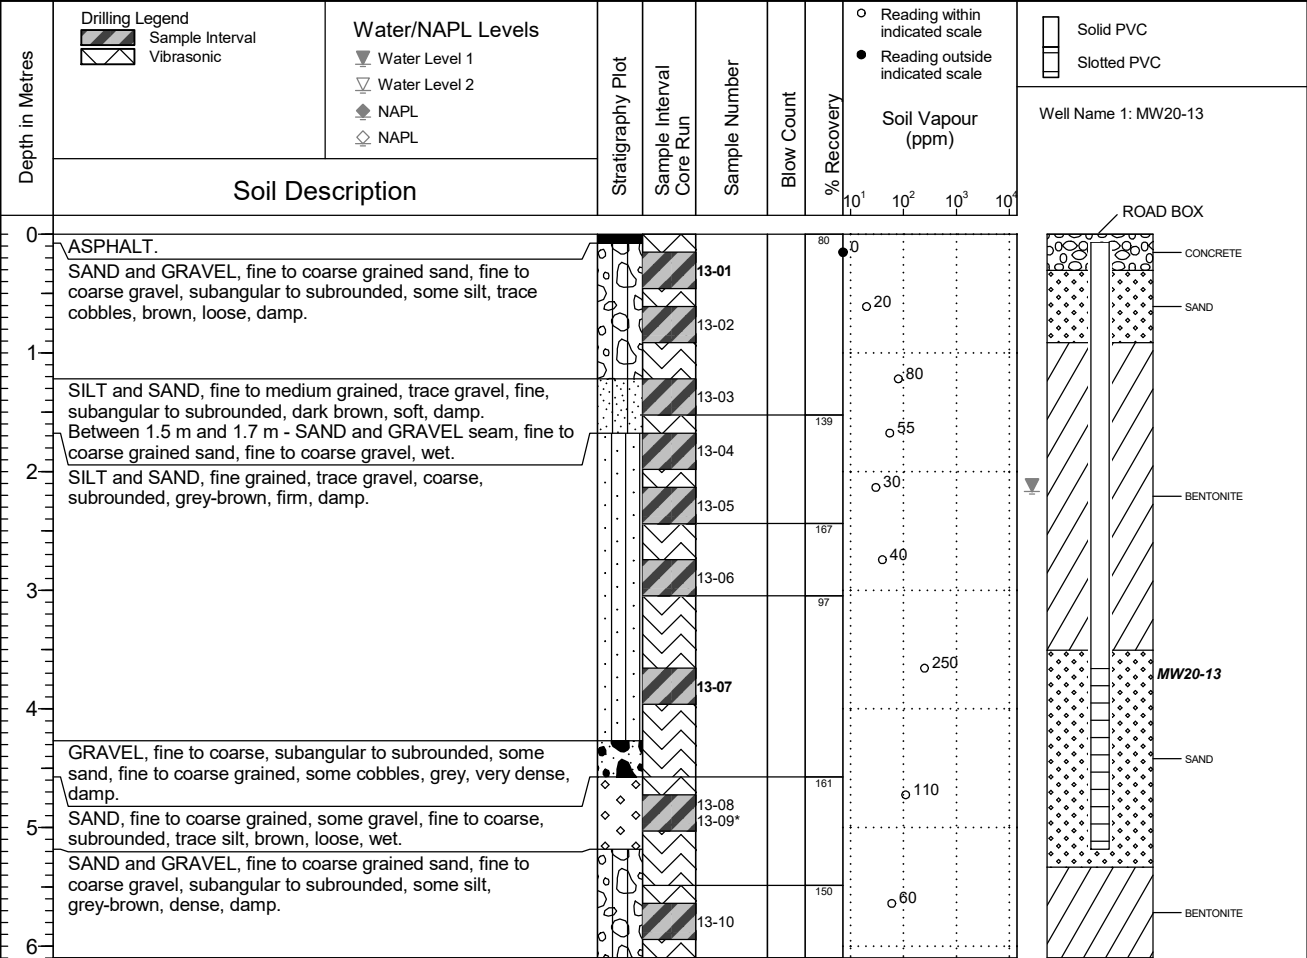 Depth in Metres
Drilling Legend
Sample Interval
Vibrasonic
Water/NAPL Levels
Water Level 1
Water Level 2
NAPL
NAPL
Soil Description
Stratigraphy Plot
Sample Interval
Core Run
Sample Number
Blow Count
% Recovery
Reading within
indicated scale
Reading outside
indicated scale
Soil Vapour
(ppm)
10¹ 10² 10³ 10⁴
Solid PVC
Slotted PVC
Well Name 1: MW20-13
ROAD BOX
0
ASPHALT.
80
0
CONCRETE
SAND and GRAVEL, fine to coarse grained sand, fine to
coarse gravel, subangular to subrounded, some silt, trace
cobbles, brown, loose, damp.
13-01
20
SAND
13-02
1
80
SILT and SAND, fine to medium grained, trace gravel, fine,
subangular to subrounded, dark brown, soft, damp.
13-03
Between 1.5 m and 1.7 m - SAND and GRAVEL seam, fine to
coarse grained sand, fine to coarse gravel, wet.
139
55
13-04
2
SILT and SAND, fine grained, trace gravel, coarse,
subrounded, grey-brown, firm, damp.
30
BENTONITE
13-05
167
40
13-06
3
97
250
MW20-13
13-07
4
GRAVEL, fine to coarse, subangular to subrounded, some
sand, fine to coarse grained, some cobbles, grey, very dense,
damp.
SAND
161
110
13-08
13-09*
SAND, fine to coarse grained, some gravel, fine to coarse,
subrounded, trace silt, brown, loose, wet.
5
SAND and GRAVEL, fine to coarse grained sand, fine to
coarse gravel, subangular to subrounded, some silt,
grey-brown, dense, damp.
150
60
BENTONITE
13-10
6